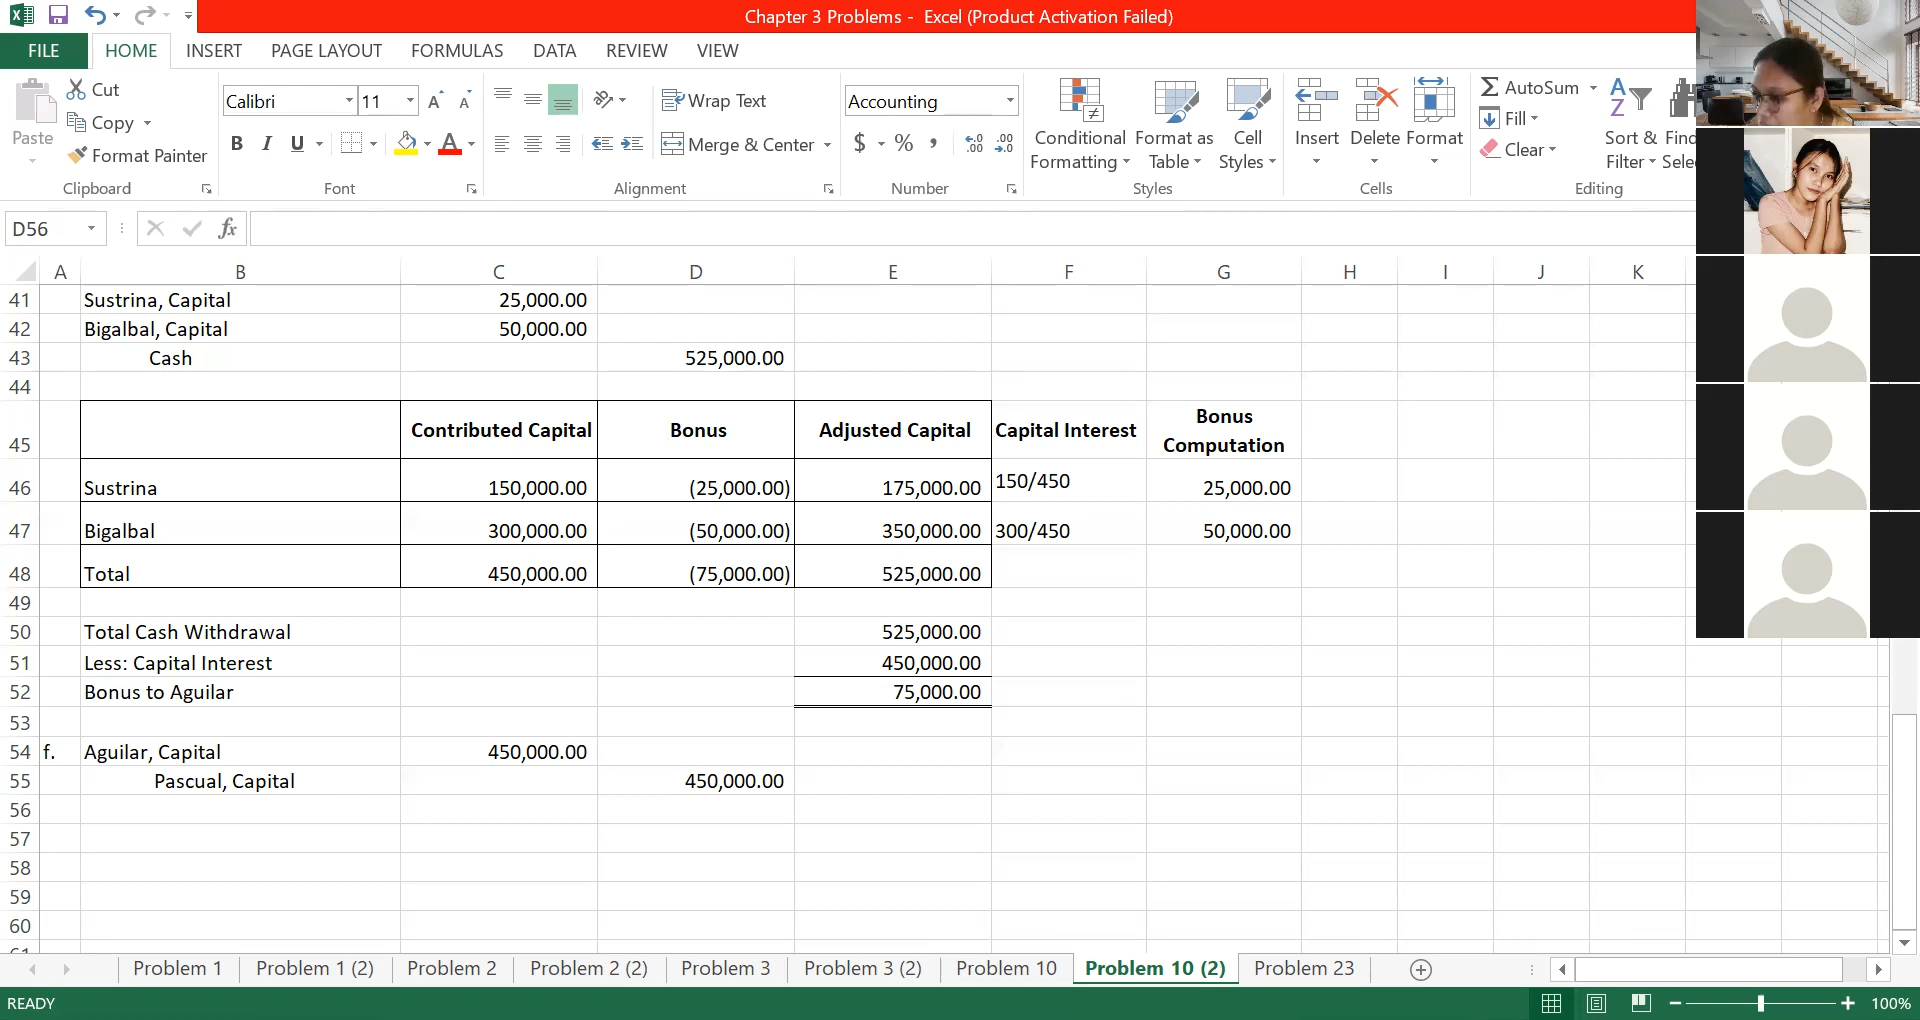 Chapter 3 Problems - Excel (Product Activation Failed)
FILE HOME INSERT PAGE LAYOUT FORMULAS DATA REVIEW VIEW
Paste
Cut
Copy
Format Painter
Clipboard
Calibri 11
B I U
Font
Wrap Text
Merge & Center
Alignment
Accounting
$ % ,
Number
Conditional Formatting
Format as Table
Cell Styles
Styles
Insert Delete Format
Cells
AutoSum
Fill
Clear
Sort & Filter
Editing
D56
fx
A B C D E F G H I J K
41 Sustrina, Capital 25,000.00
42 Bigalbal, Capital 50,000.00
43 Cash 525,000.00
44
45 Contributed Capital Bonus Adjusted Capital Capital Interest Bonus Computation
46 Sustrina 150,000.00 (25,000.00) 175,000.00 150/450 25,000.00
47 Bigalbal 300,000.00 (50,000.00) 350,000.00 300/450 50,000.00
48 Total 450,000.00 (75,000.00) 525,000.00
49
50 Total Cash Withdrawal 525,000.00
51 Less: Capital Interest 450,000.00
52 Bonus to Aguilar 75,000.00
53
54 f. Aguilar, Capital 450,000.00
55 Pascual, Capital 450,000.00
56
57
58
59
60
Problem 1 Problem 1 (2) Problem 2 Problem 2 (2) Problem 3 Problem 3 (2) Problem 10 Problem 10 (2) Problem 23
READY 100%